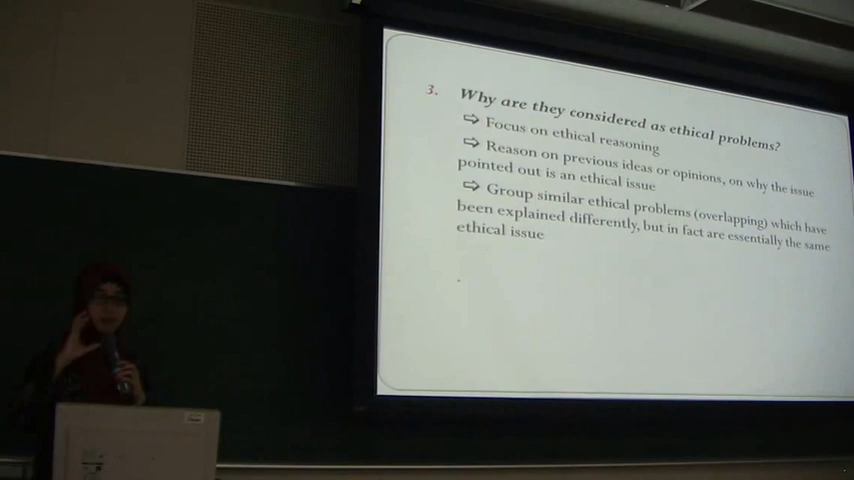 3. Why are they considered as ethical problems?
⇨ Focus on ethical reasoning
⇨ Reason on previous ideas or opinions, on why the issue
pointed out is an ethical issue
⇨ Group similar ethical problems (overlapping) which have
been explained differently, but in fact are essentially the same
ethical issue